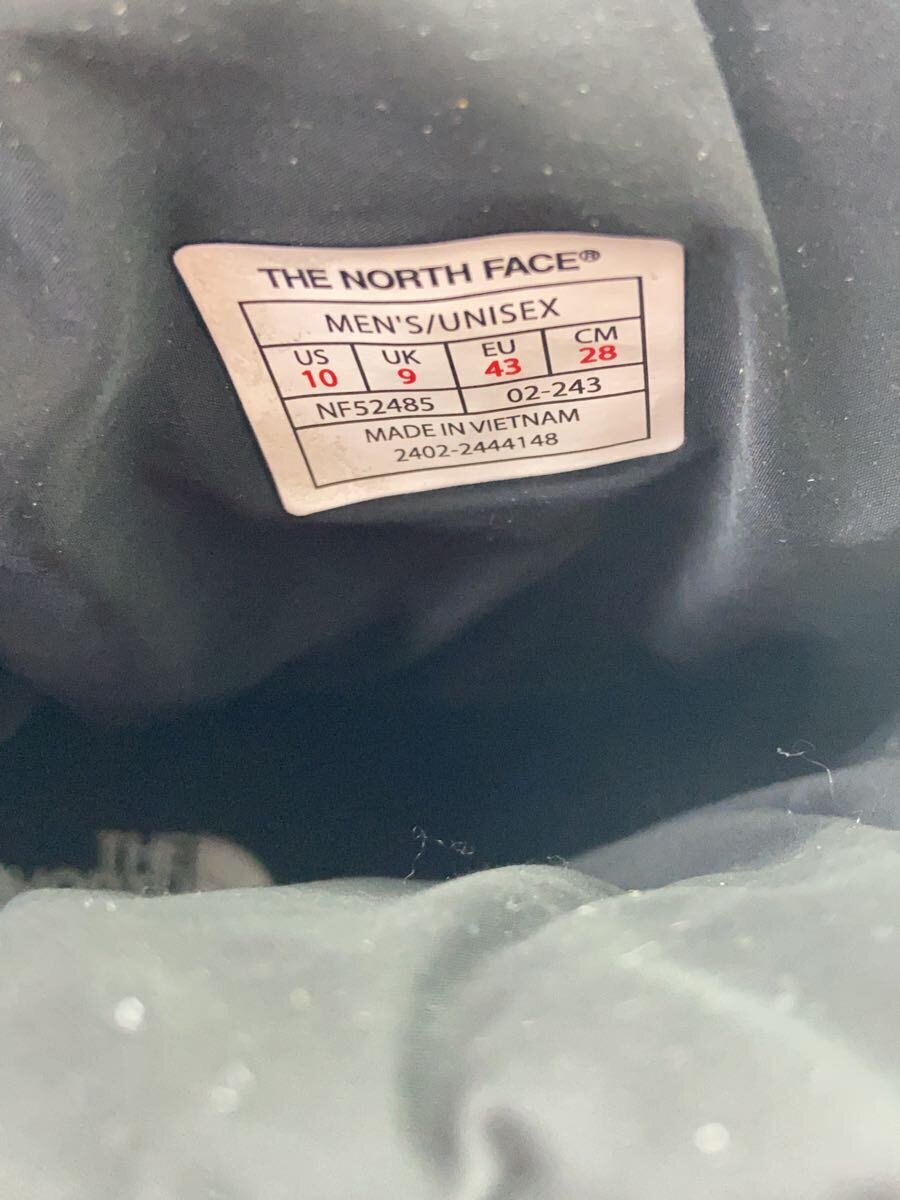 THE NORTH FACE®
MEN'S/UNISEX
US UK EU CM
10 9 43 28
NF52485 02-243
MADE IN VIETNAM
2402-2444148
THE